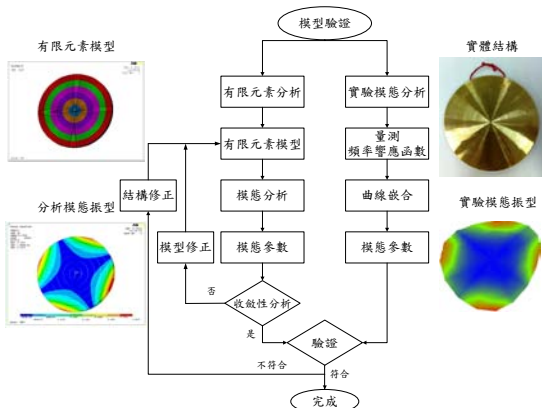 模型驗證
有限元素模型
實體結構
有限元素分析
實驗模態分析
有限元素模型
量測
頻率響應函數
分析模態振型
結構修正
模態分析
曲線嵌合
實驗模態振型
模型修正
模態參數
模態參數
否
收斂性分析
是
驗證
不符合
符合
完成